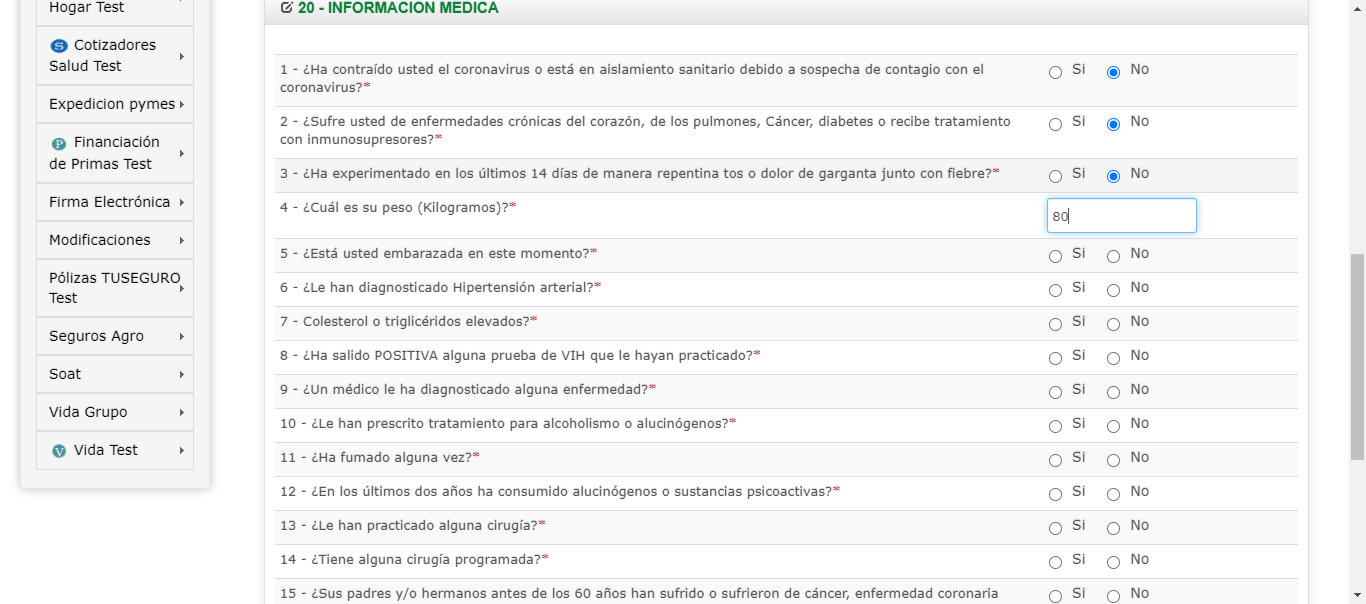 Hogar Test
Cotizadores
Salud Test
Expedicion pymes
Financiación
de Primas Test
Firma Electrónica
Modificaciones
Pólizas TUSEGURO
Test
Seguros Agro
Soat
Vida Grupo
Vida Test
20 - INFORMACION MEDICA
1 - ¿Ha contraído usted el coronavirus o está en aislamiento sanitario debido a sospecha de contagio con el
coronavirus?* Si No
2 - ¿Sufre usted de enfermedades crónicas del corazón, de los pulmones, Cáncer, diabetes o recibe tratamiento
con inmunosupresores?* Si No
3 - ¿Ha experimentado en los últimos 14 días de manera repentina tos o dolor de garganta junto con fiebre?* Si No
4 - ¿Cuál es su peso (Kilogramos)?* 80
5 - ¿Está usted embarazada en este momento?* Si No
6 - ¿Le han diagnosticado Hipertensión arterial?* Si No
7 - Colesterol o triglicéridos elevados?* Si No
8 - ¿Ha salido POSITIVA alguna prueba de VIH que le hayan practicado?* Si No
9 - ¿Un médico le ha diagnosticado alguna enfermedad?* Si No
10 - ¿Le han prescrito tratamiento para alcoholismo o alucinógenos?* Si No
11 - ¿Ha fumado alguna vez?* Si No
12 - ¿En los últimos dos años ha consumido alucinógenos o sustancias psicoactivas?* Si No
13 - ¿Le han practicado alguna cirugía?* Si No
14 - ¿Tiene alguna cirugía programada?* Si No
15 - ¿Sus padres y/o hermanos antes de los 60 años han sufrido o sufrieron de cáncer, enfermedad coronaria Si No